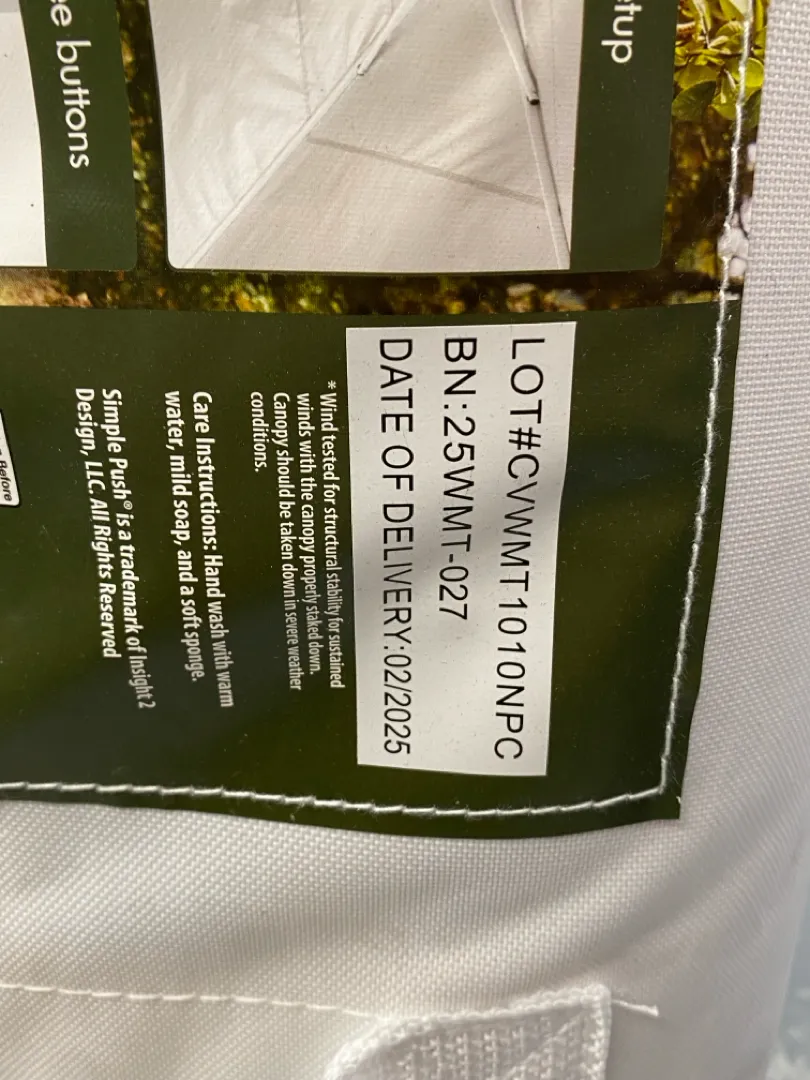 etup
e buttons
LOT#CVWMT1010NPC
BN:25WMT-027
DATE OF DELIVERY:02/2025
* Wind tested for structural stability for sustained
winds with the canopy properly staked down.
Canopy should be taken down in severe weather
conditions.
Care Instructions: Hand wash with warm
water, mild soap, and a soft sponge.
Simple Push® is a trademark of Insight 2
Design, LLC. All Rights Reserved
Before